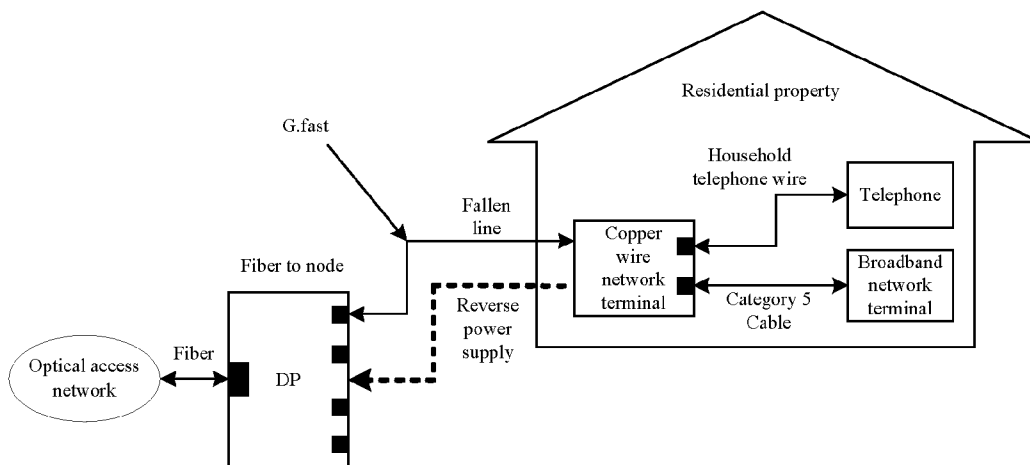 Residential property
G.fast
Household
telephone wire
Telephone
Fallen
line
Copper
wire
network
terminal
Broadband
network
terminal
Fiber to node
Reverse
power
supply
Category 5
Cable
Fiber
Optical access
network
DP